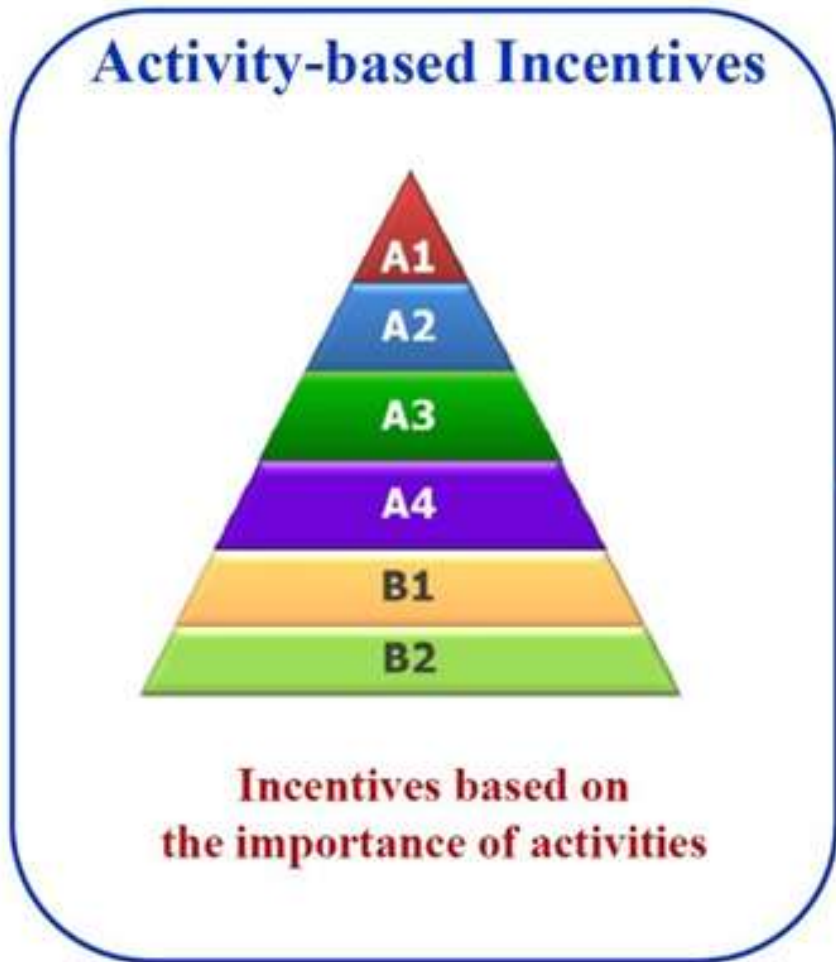 Activity-based Incentives
A1
A2
A3
A4
B1
B2
Incentives based on
the importance of activities